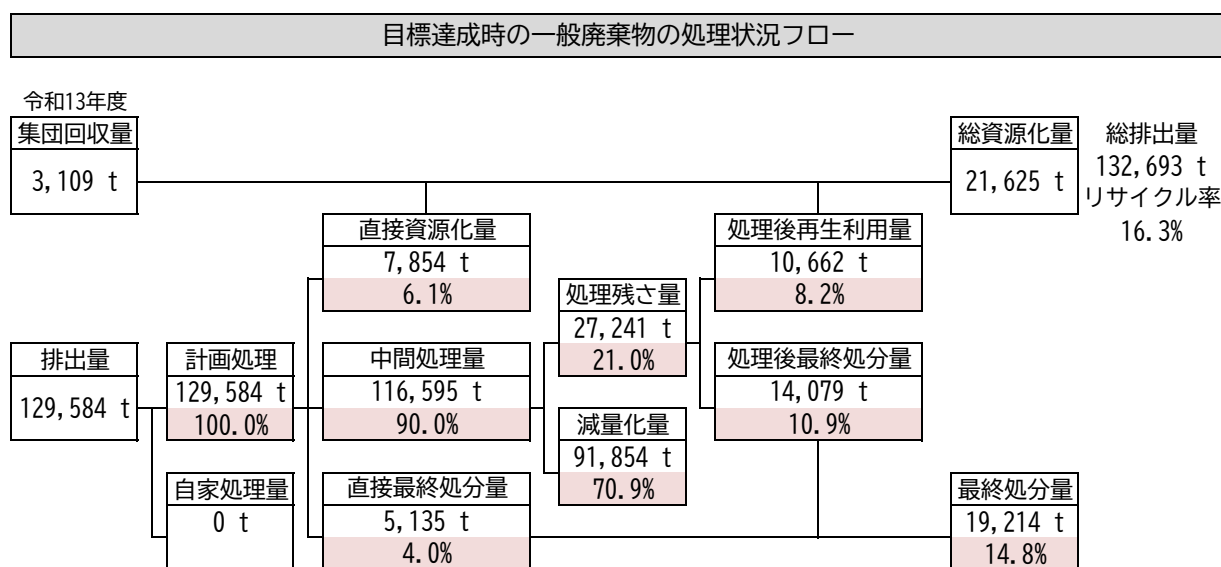 目標達成時の一般廃棄物の処理状況フロー
令和13年度
集団回収量
3,109 t
総資源化量
21,625 t
総排出量
132,693 t
リサイクル率
16.3%
直接資源化量
7,854 t
6.1%
処理後再生利用量
10,662 t
8.2%
処理残さ量
27,241 t
21.0%
排出量
129,584 t
計画処理
129,584 t
100.0%
中間処理量
116,595 t
90.0%
処理後最終処分量
14,079 t
10.9%
減量化量
91,854 t
70.9%
自家処理量
0 t
直接最終処分量
5,135 t
4.0%
最終処分量
19,214 t
14.8%